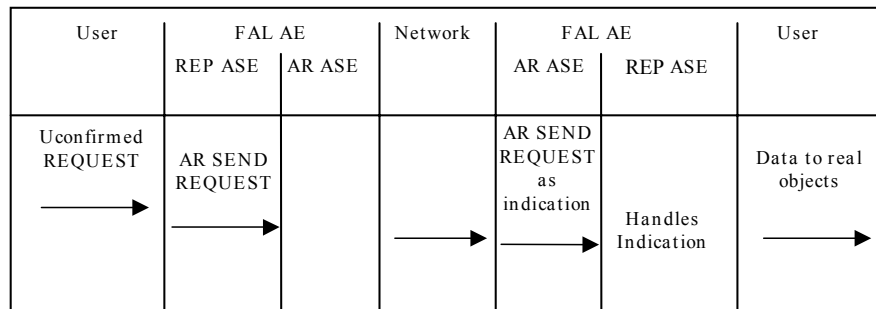 User
FAL AE
Network
FAL AE
User
REP ASE
AR ASE
AR ASE
REP ASE
Uconfirmed
REQUEST
AR SEND
REQUEST
AR SEND
REQUEST
as
indication
Handles
Indication
Data to real
objects